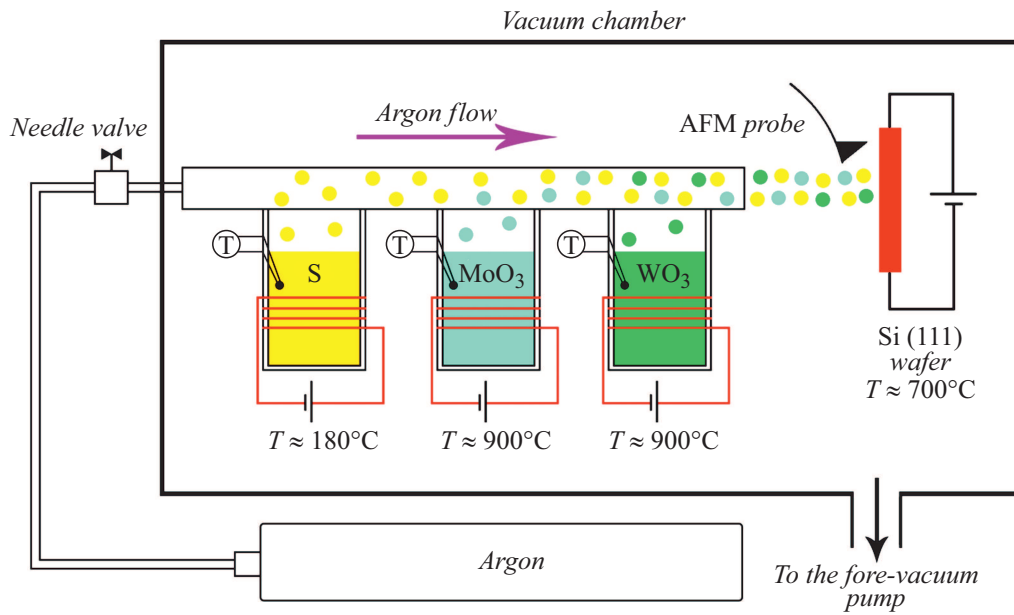 Vacuum chamber
Needle valve
Argon flow
AFM probe
T
T
T
S
MoO₃
WO₃
Si (111)
wafer
T ≈ 700°C
T ≈ 180°C
T ≈ 900°C
T ≈ 900°C
Argon
To the fore-vacuum
pump